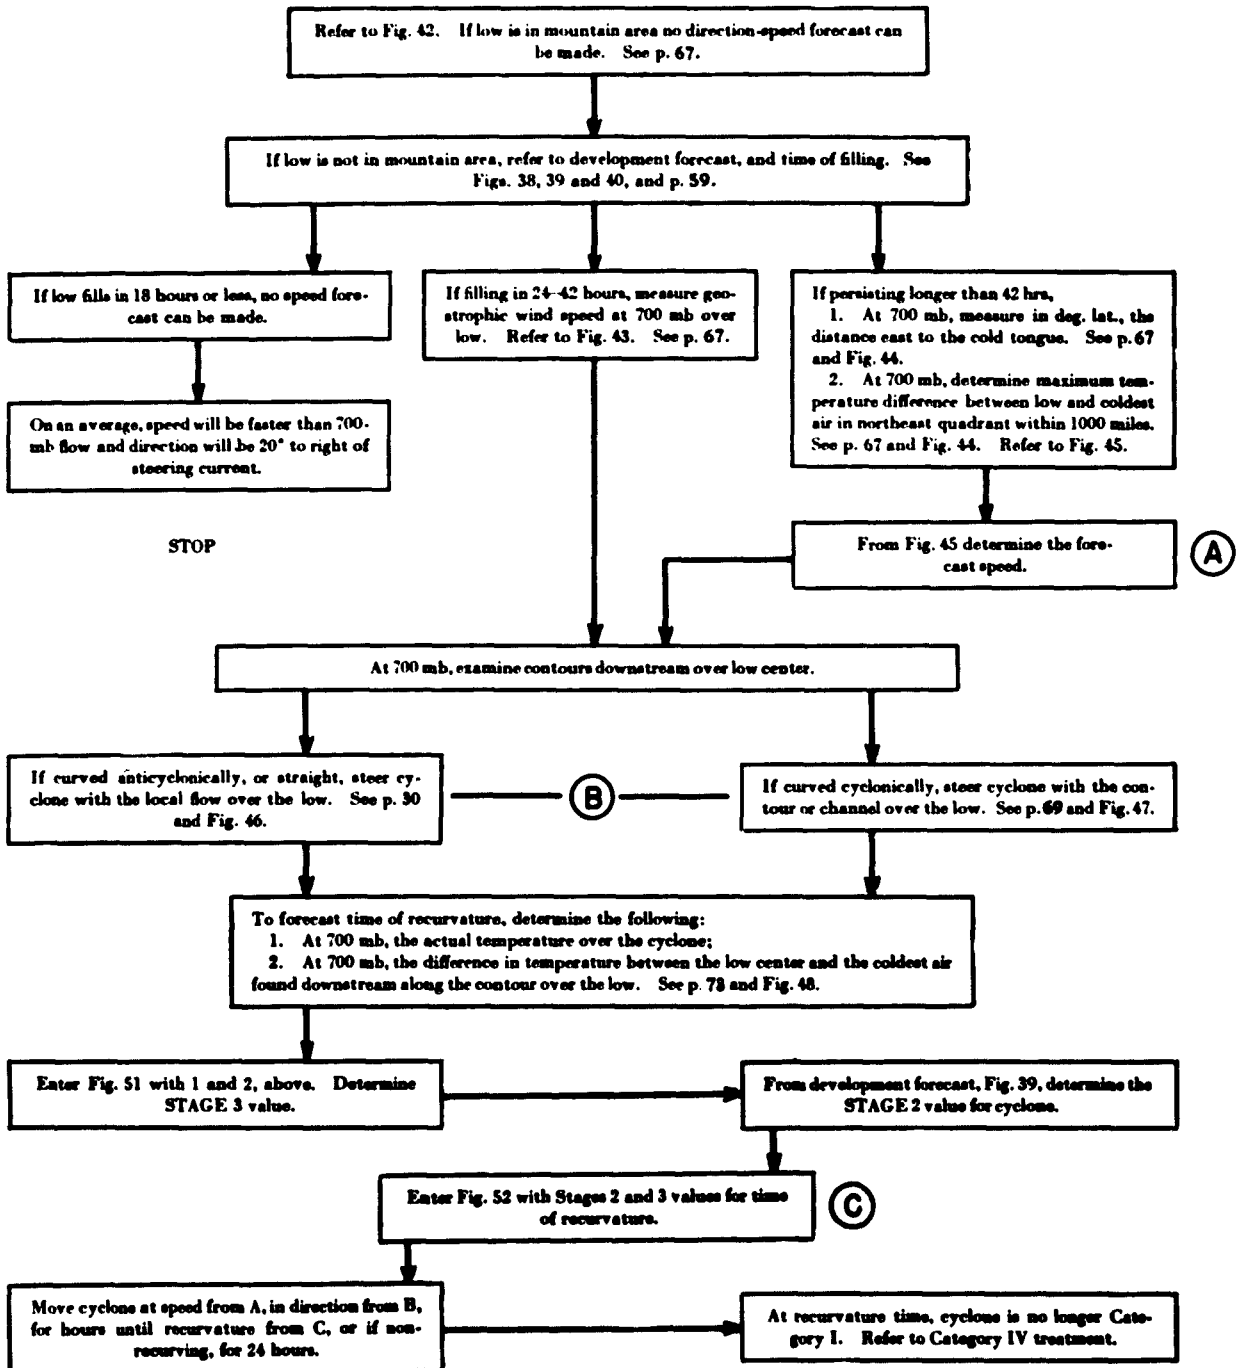 Refer to Fig. 42. If low is in mountain area no direction-speed forecast can
be made. See p. 67.
If low is not in mountain area, refer to development forecast, and time of filling. See
Figs. 38, 39 and 40, and p. 59.
If low fills in 18 hours or less, no speed fore-
cast can be made.
On an average, speed will be faster than 700-
mb flow and direction will be 20° to right of
steering current.
STOP
If filling in 24-42 hours, measure geo-
strophic wind speed at 700 mb over
low. Refer to Fig. 43. See p. 67.
If persisting longer than 42 hrs,
1. At 700 mb, measure in deg. lat., the
distance east to the cold tongue. See p. 67
and Fig. 44.
2. At 700 mb, determine maximum tem-
perature difference between low and coldest
air in northeast quadrant within 1000 miles.
See p. 67 and Fig. 44. Refer to Fig. 45.
From Fig. 45 determine the fore-
cast speed.
A
At 700 mb, examine contours downstream over low center.
If curved anticyclonically, or straight, steer cy-
clone with the local flow over the low. See p. 30
and Fig. 46.
B
If curved cyclonically, steer cyclone with the con-
tour or channel over the low. See p. 69 and Fig. 47.
To forecast time of recurvature, determine the following:
1. At 700 mb, the actual temperature over the cyclone;
2. At 700 mb, the difference in temperature between the low center and the coldest air
found downstream along the contour over the low. See p. 73 and Fig. 48.
Enter Fig. 51 with 1 and 2, above. Determine
STAGE 3 value.
From development forecast, Fig. 39, determine the
STAGE 2 value for cyclone.
Enter Fig. 52 with Stages 2 and 3 values for time
of recurvature.
C
Move cyclone at speed from A, in direction from B,
for hours until recurvature from C, or if non-
recurving, for 24 hours.
At recurvature time, cyclone is no longer Cate-
gory I. Refer to Category IV treatment.